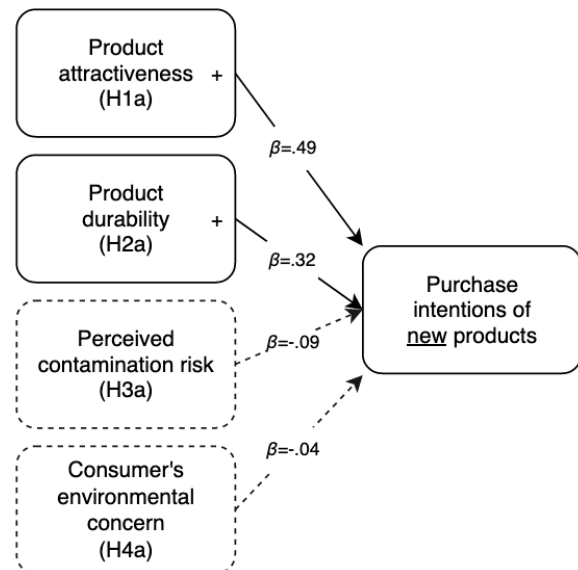 Product
attractiveness +
(H1a)
β=.49
Product
durability +
(H2a)
β=.32
Purchase
intentions of
new products
Perceived
contamination risk
(H3a)
β=-.09
Consumer's
environmental
concern
(H4a)
β=-.04